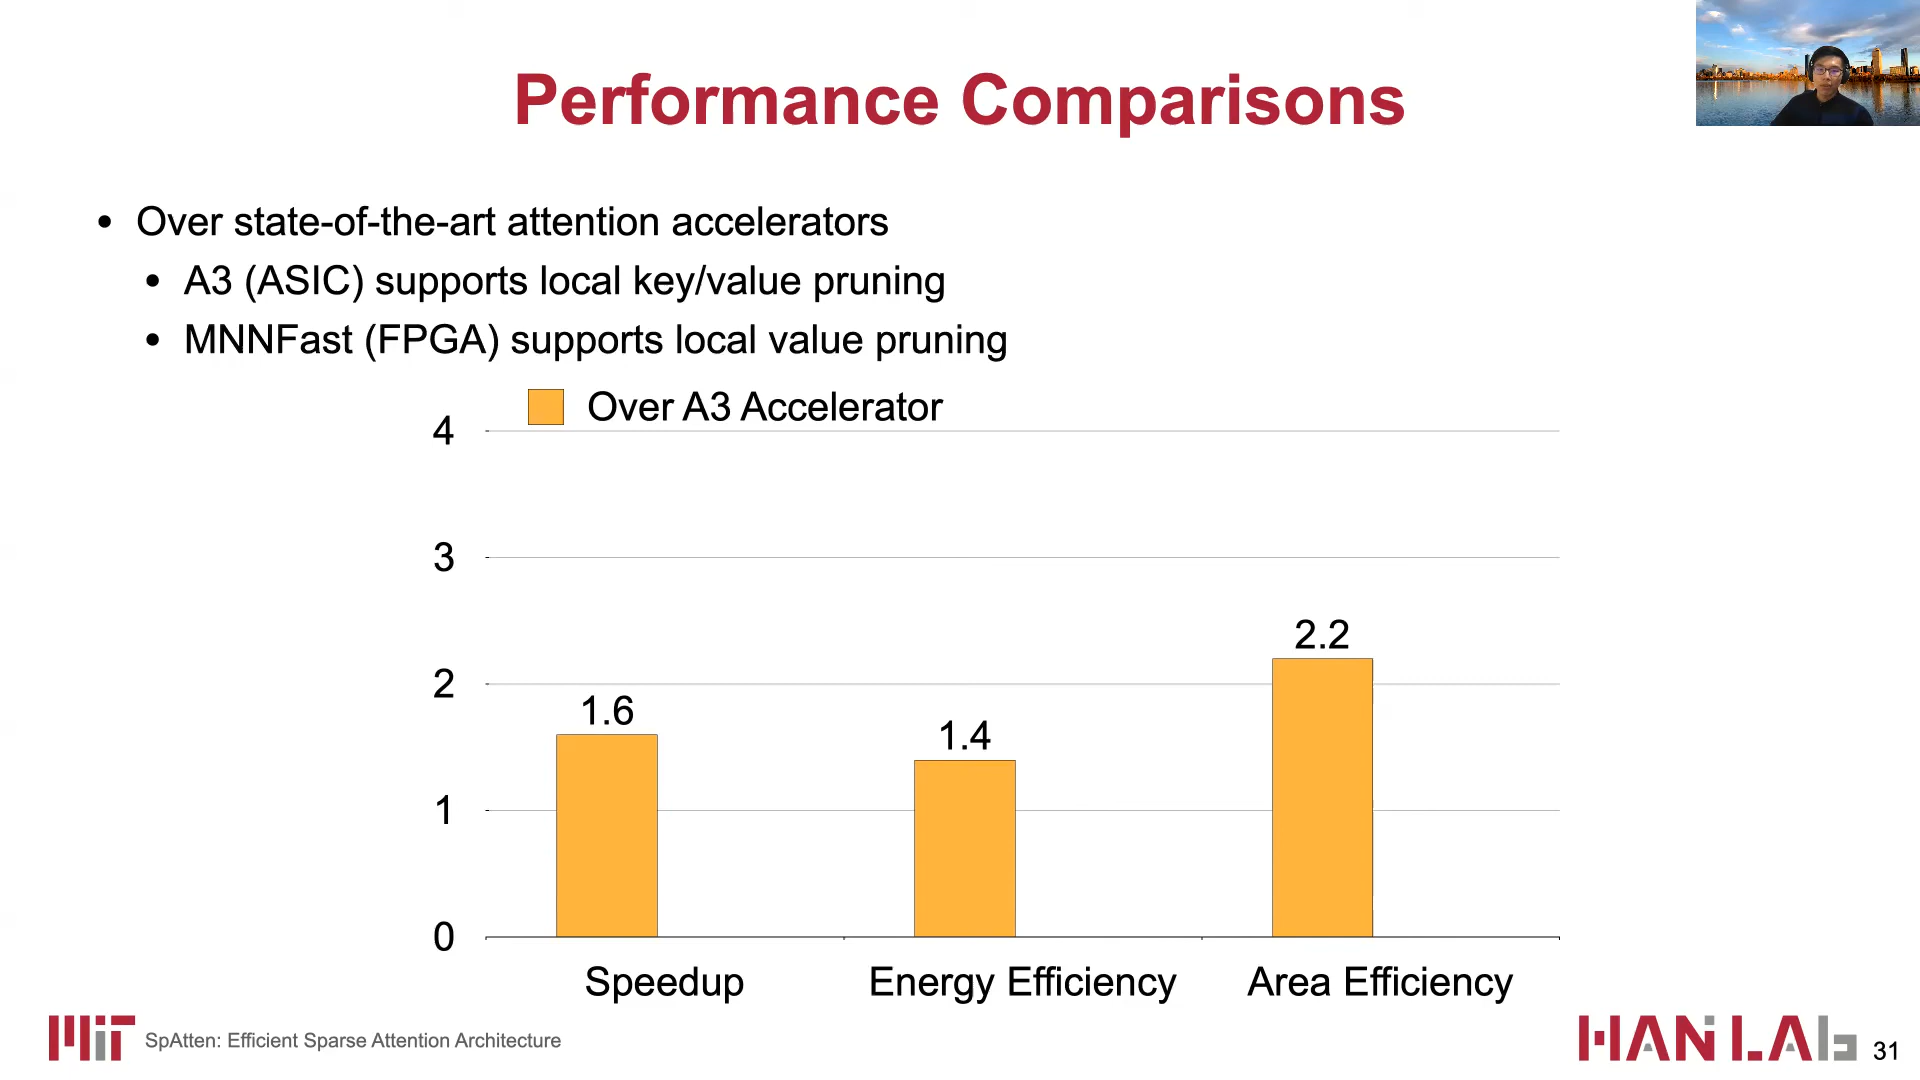 Performance Comparisons
• Over state-of-the-art attention accelerators
• A3 (ASIC) supports local key/value pruning
• MNNFast (FPGA) supports local value pruning
Over A3 Accelerator
4
3
2
1
0
1.6
1.4
2.2
Speedup
Energy Efficiency
Area Efficiency
MIT
SpAtten: Efficient Sparse Attention Architecture
HAN LAb
31